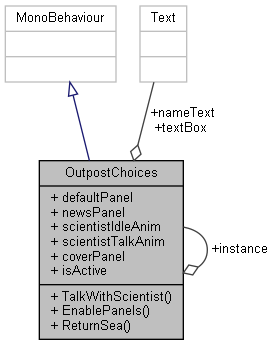 MonoBehaviour
Text
+nameText
+textBox
OutpostChoices
+ defaultPanel
+ newsPanel
+ scientistIdleAnim
+ scientistTalkAnim
+ coverPanel
+ isActive
+instance
+ TalkWithScientist()
+ EnablePanels()
+ ReturnSea()